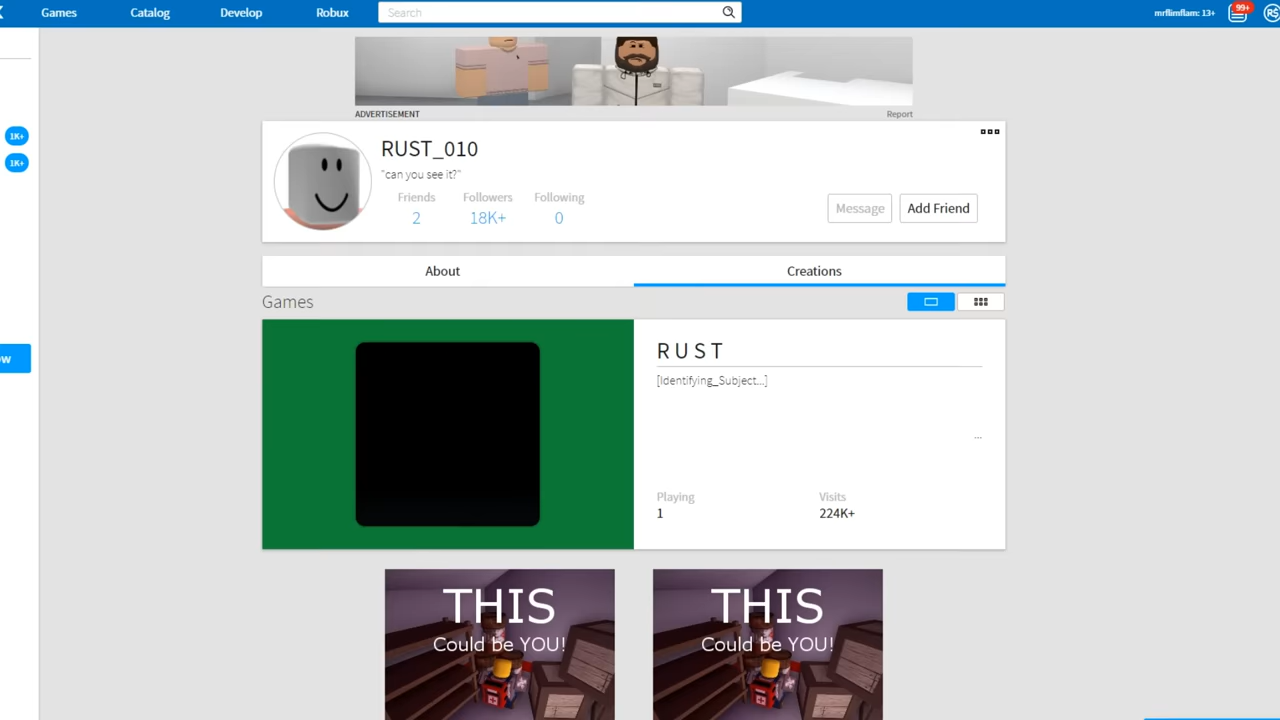 Games Catalog Develop Robux Search mrflimflam: 13+ 99+ R$
1K+
1K+
ADVERTISEMENT Report
RUST_010
"can you see it?"
Friends Followers Following
2 18K+ 0
Message Add Friend
About Creations
Games
ow
R U S T
[Identifying_Subject...]
...
Playing Visits
1 224K+
THIS THIS
Could be YOU! Could be YOU!